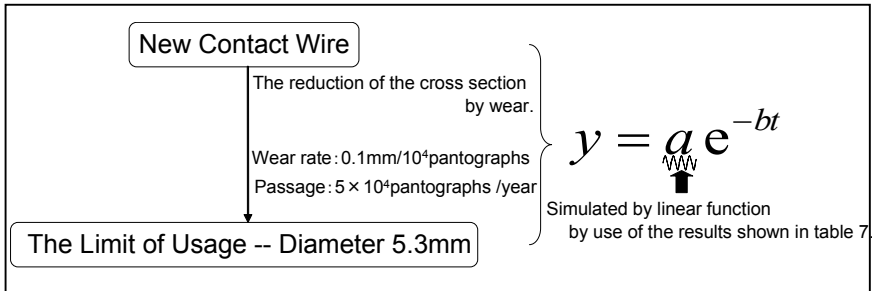 New Contact Wire
The reduction of the cross section
by wear.
Wear rate：0.1mm/10⁴pantographs
Passage：5×10⁴pantographs /year
The Limit of Usage -- Diameter 5.3mm
y = a e^{-bt}
Simulated by linear function
by use of the results shown in table 7.